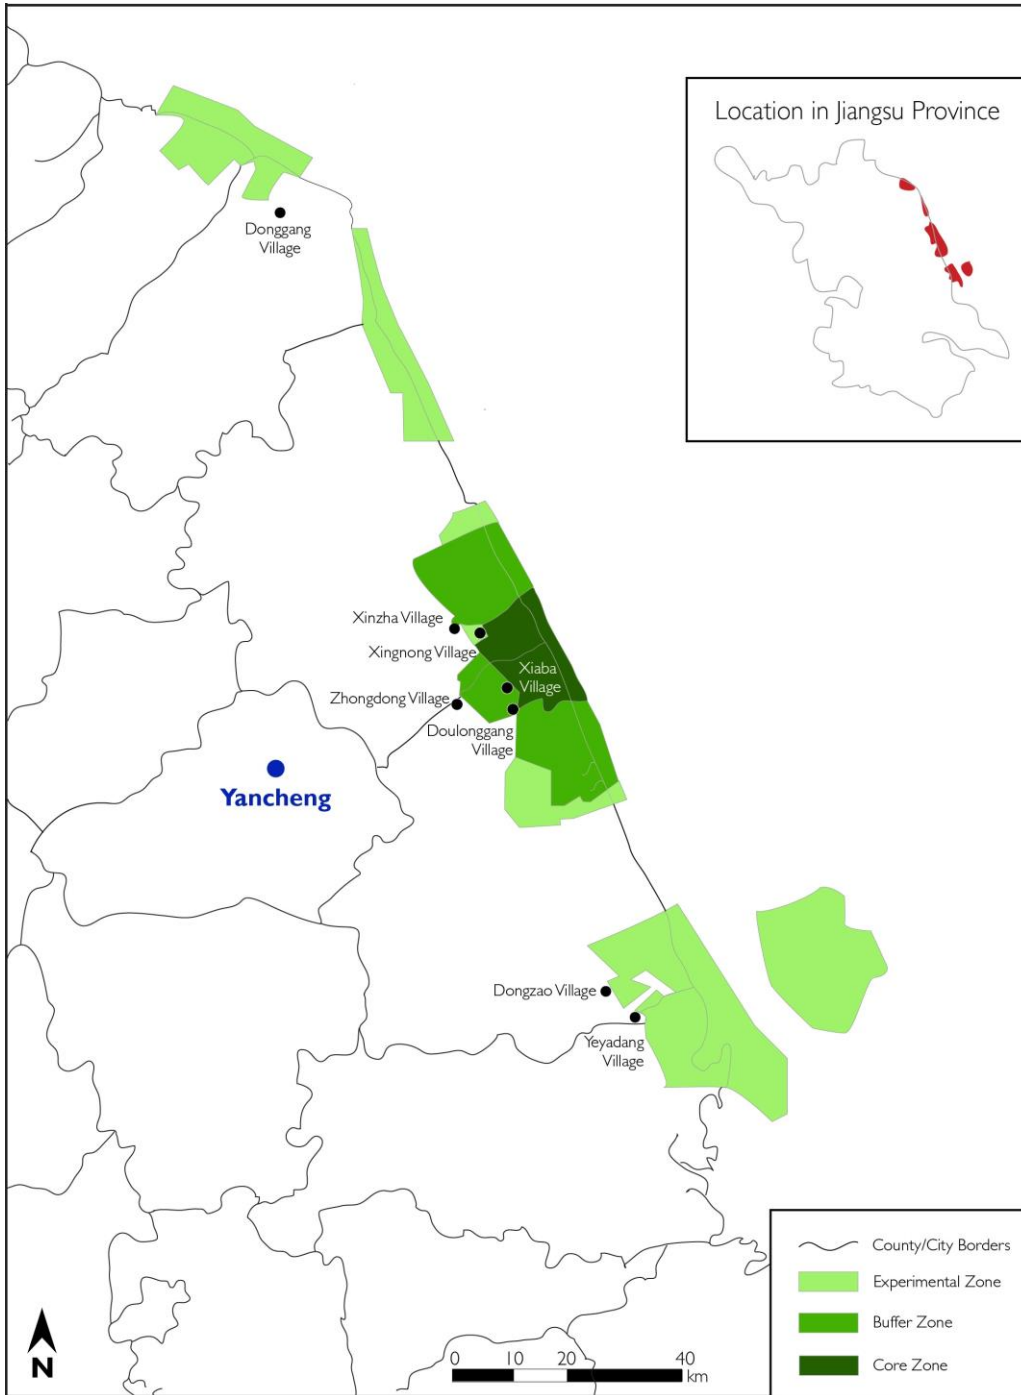 Location in Jiangsu Province
Donggang
Village
Xinzha Village
Xingnong Village
Xiaba
Village
Zhongdong Village
Doulonggang
Village
Yancheng
Dongzao Village
Yeyadang
Village
County/City Borders
Experimental Zone
Buffer Zone
Core Zone
N
0 10 20 40
km